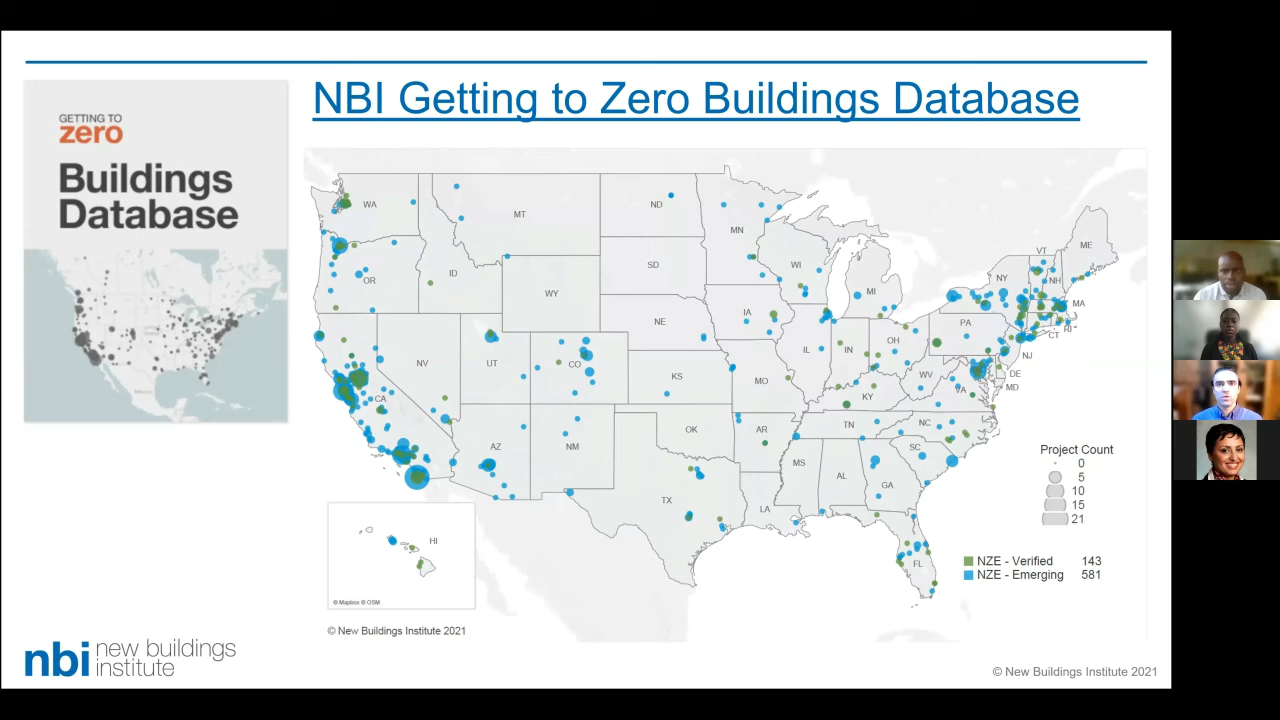 NBI Getting to Zero Buildings Database
GETTING TO
zero
Buildings
Database
WA
MT
ND
MN
VT
ME
OR
ID
WY
SD
WI
MI
NY
NH
MA
CT
RI
NV
UT
CO
NE
IA
IL
IN
OH
PA
NJ
DE
MD
CA
KS
MO
KY
WV
VA
AZ
NM
OK
AR
TN
NC
SC
TX
LA
MS
AL
GA
FL
HI
© Mapbox © OSM
Project Count
0
5
10
15
21
NZE - Verified 143
NZE - Emerging 581
© New Buildings Institute 2021
nbi new buildings
institute
© New Buildings Institute 2021